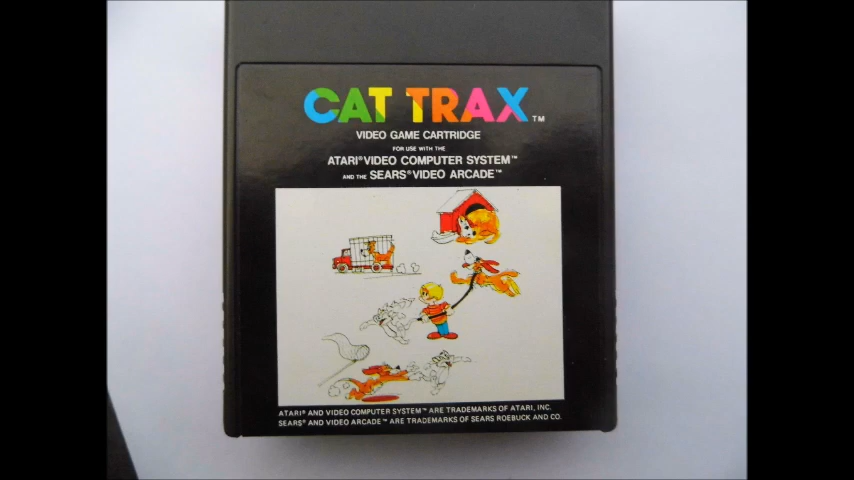 CAT TRAX ™
VIDEO GAME CARTRIDGE
FOR USE WITH THE
ATARI® VIDEO COMPUTER SYSTEM™
AND THE SEARS® VIDEO ARCADE™
ATARI® AND VIDEO COMPUTER SYSTEM™ ARE TRADEMARKS OF ATARI, INC.
SEARS® AND VIDEO ARCADE™ ARE TRADEMARKS OF SEARS ROEBUCK AND CO.